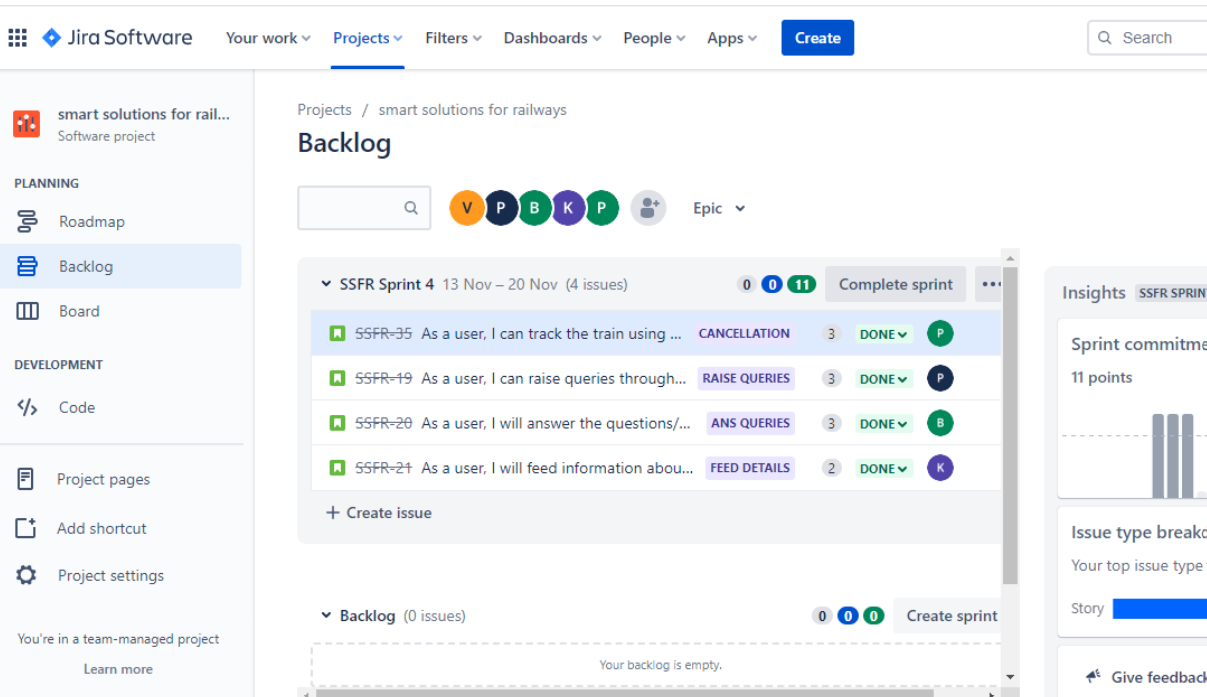 Jira Software Your work Projects Filters Dashboards People Apps Create Search
smart solutions for rail...
Software project
PLANNING
Roadmap
Backlog
Board
DEVELOPMENT
Code
Project pages
Add shortcut
Project settings
You're in a team-managed project
Learn more
Projects / smart solutions for railways
Backlog
V P B K P Epic
SSFR Sprint 4 13 Nov – 20 Nov (4 issues) 0 0 11 Complete sprint
SSFR-35 As a user, I can track the train using ... CANCELLATION 3 DONE P
SSFR-19 As a user, I can raise queries through... RAISE QUERIES 3 DONE P
SSFR-20 As a user, I will answer the questions/... ANS QUERIES 3 DONE B
SSFR-21 As a user, I will feed information abou... FEED DETAILS 2 DONE K
+ Create issue
Backlog (0 issues) 0 0 0 Create sprint
Your backlog is empty.
Insights SSFR SPRINT
Sprint commitme
11 points
Issue type breakd
Your top issue type
Story
Give feedback